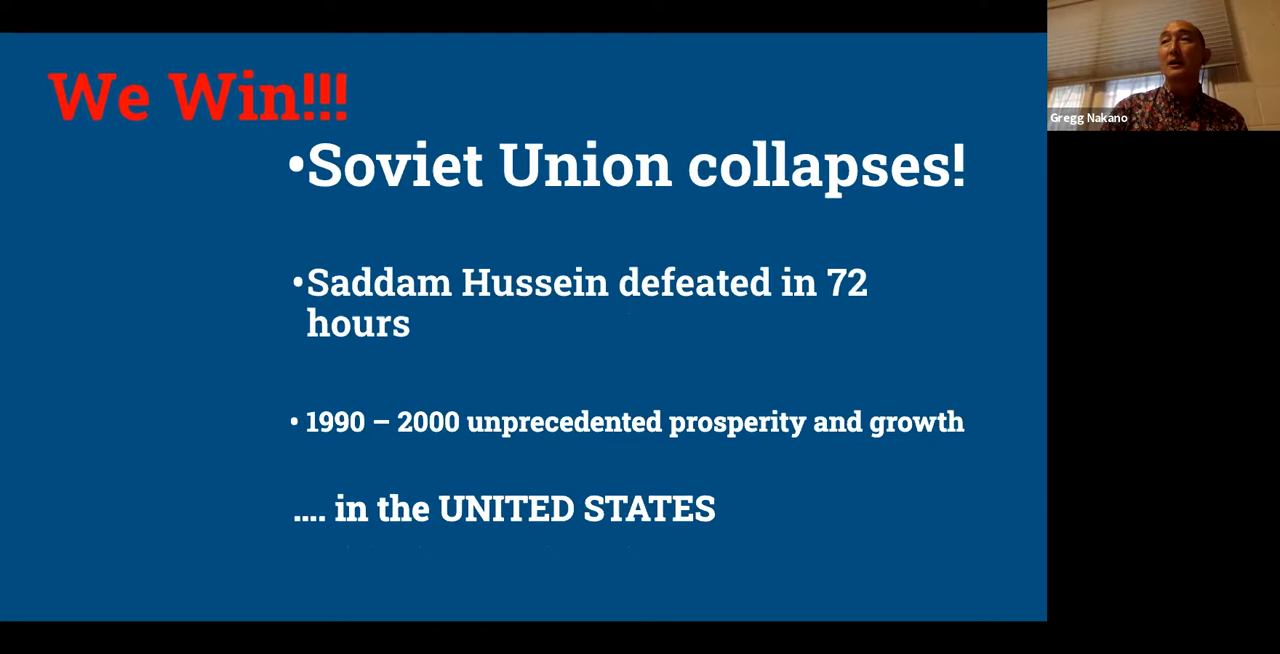 We Win!!!
•Soviet Union collapses!
•Saddam Hussein defeated in 72
hours
• 1990 – 2000 unprecedented prosperity and growth
.... in the UNITED STATES
Gregg Nakano